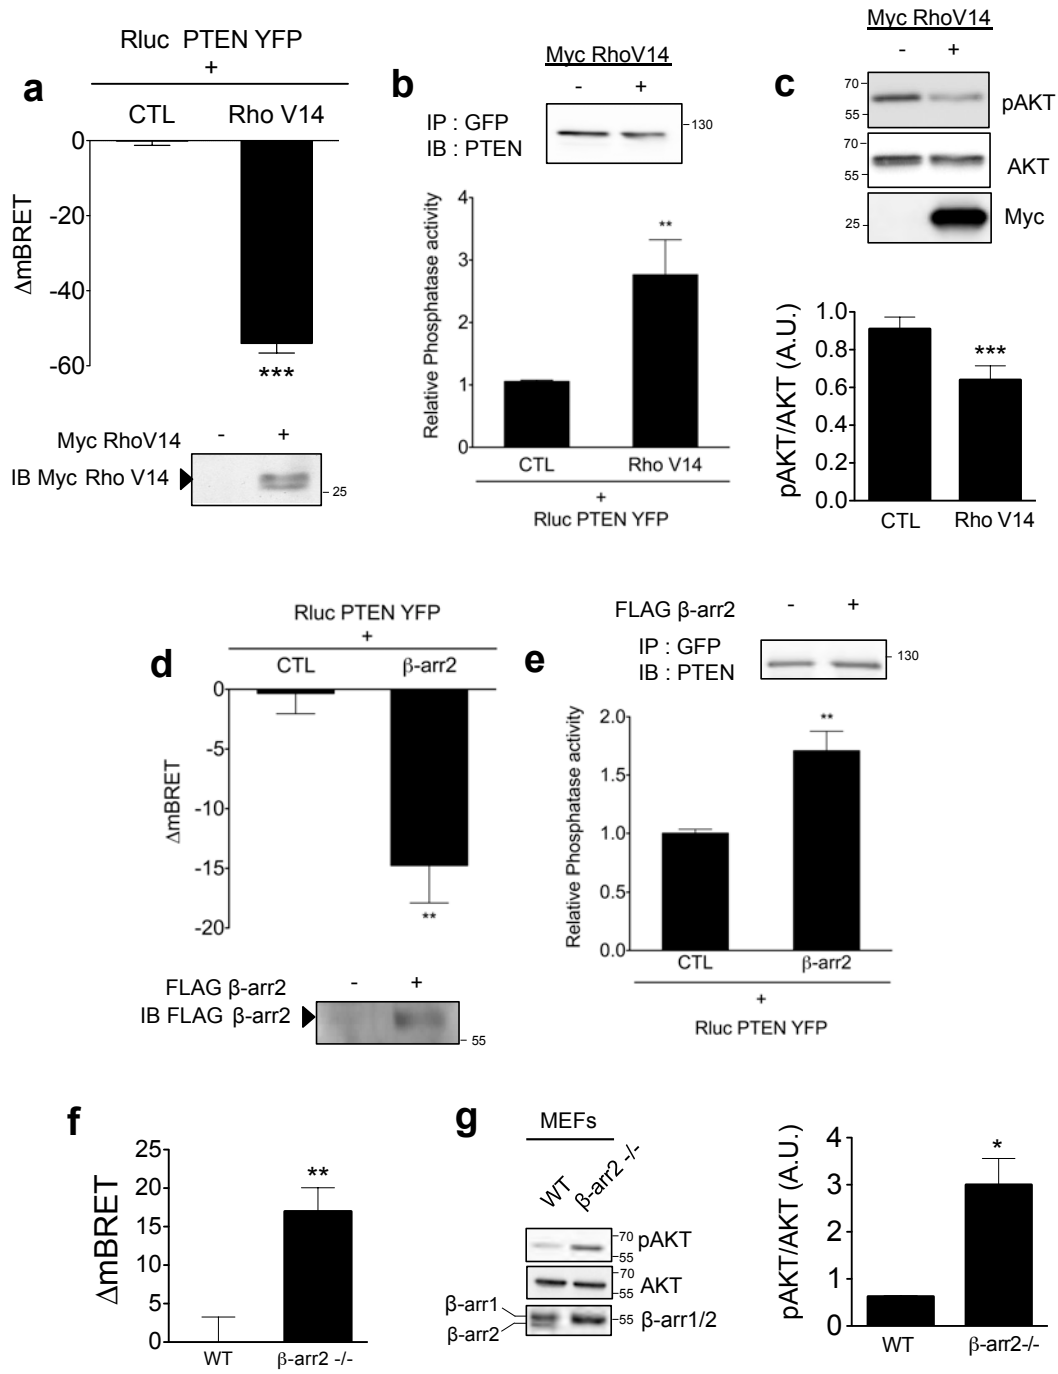 a
Rluc PTEN YFP
+
CTL Rho V14
ΔmBRET
0
-20
-40
-60
***
Myc RhoV14 - +
IB Myc Rho V14
- 25
b
Myc RhoV14
- +
IP : GFP
IB : PTEN
130
Relative Phosphatase activity
4
3
2
1
0
**
CTL Rho V14
+
Rluc PTEN YFP
c
Myc RhoV14
- +
70
55
pAKT
70
55
AKT
25
Myc
pAKT/AKT (A.U.)
1.0
0.8
0.6
0.4
0.2
0.0
***
CTL Rho V14
d
Rluc PTEN YFP
+
CTL β-arr2
ΔmBRET
0
-5
-10
-15
-20
**
FLAG β-arr2 - +
IB FLAG β-arr2
- 55
e
FLAG β-arr2 - +
IP : GFP
IB : PTEN
130
Relative Phosphatase activity
2.0
1.5
1.0
0.5
0.0
**
CTL β-arr2
+
Rluc PTEN YFP
f
ΔmBRET
25
20
15
10
5
0
**
WT β-arr2 -/-
g
MEFs
WT β-arr2 -/-
70
55
pAKT
70
55
AKT
β-arr1
β-arr2
55
β-arr1/2
pAKT/AKT (A.U.)
4
3
2
1
0
*
WT β-arr2-/-